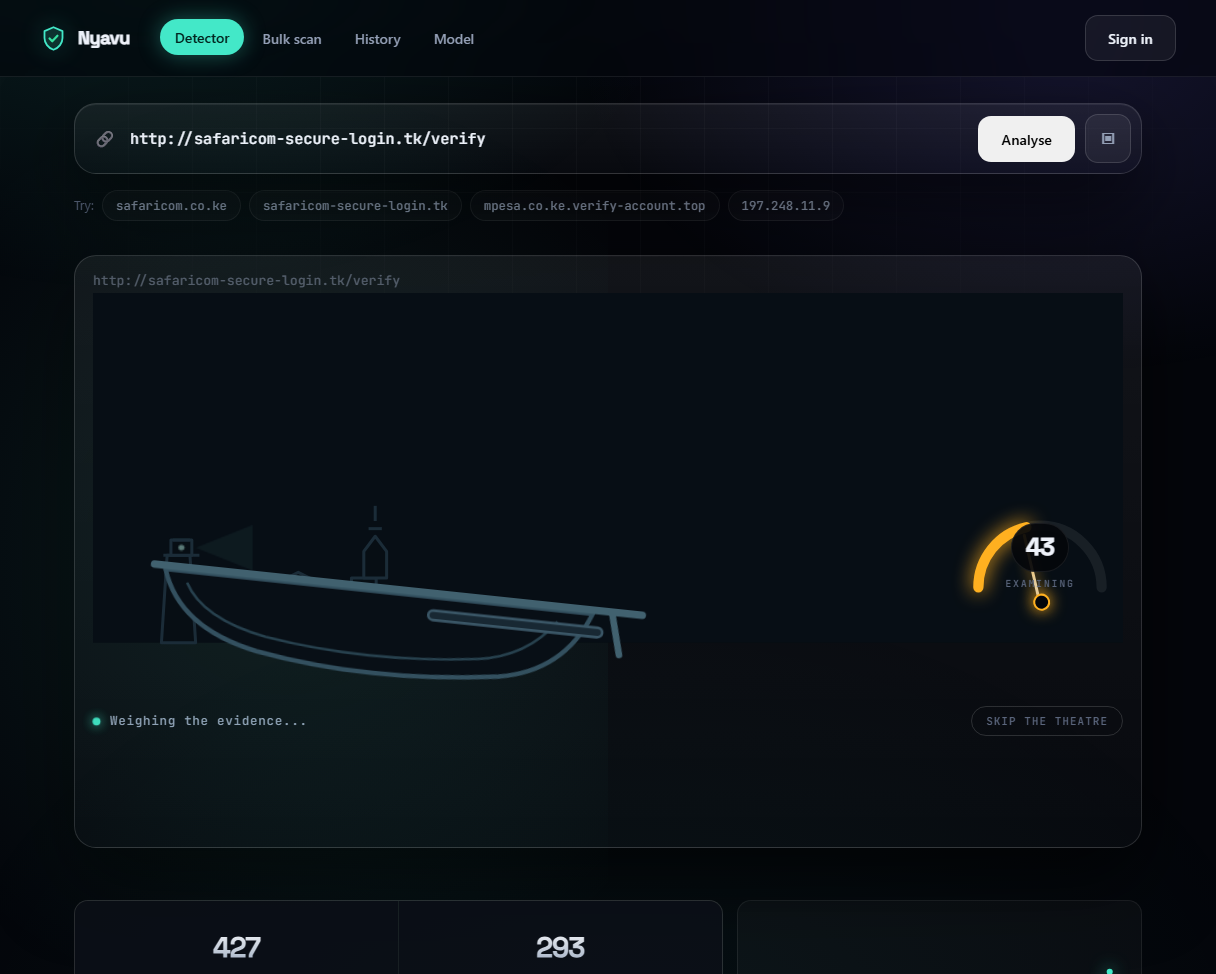 Nyavu
Detector
Bulk scan
History
Model
Sign in
http://safaricom-secure-login.tk/verify
Analyse
Try:
safaricom.co.ke
safaricom-secure-login.tk
mpesa.co.ke.verify-account.top
197.248.11.9
http://safaricom-secure-login.tk/verify
43
EXAMINING
Weighing the evidence...
SKIP THE THEATRE
427
293